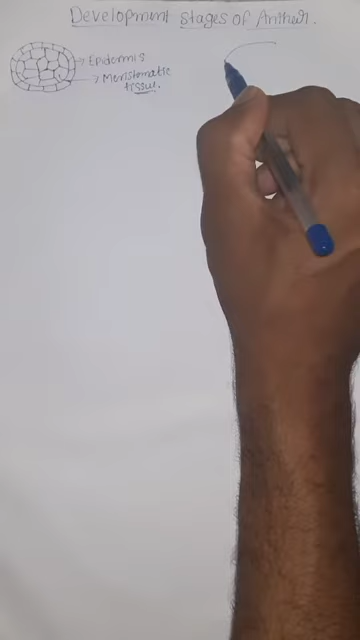 Development stages of Anther.
Epidermis
Meristematic
tissue.